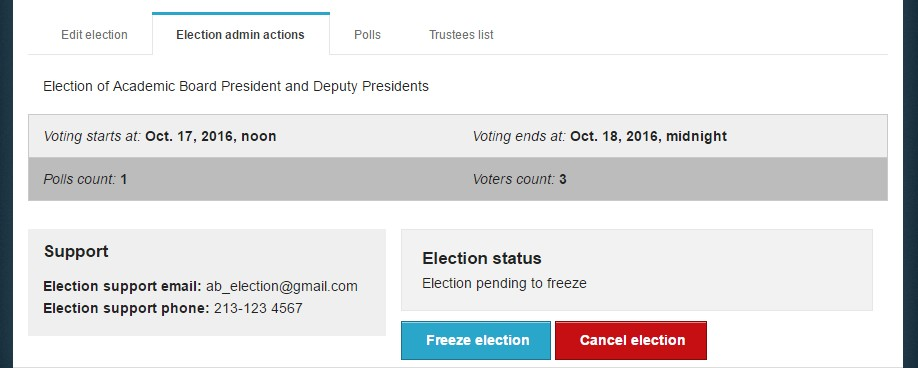 Edit election
Election admin actions
Polls
Trustees list
Election of Academic Board President and Deputy Presidents
Voting starts at: Oct. 17, 2016, noon
Voting ends at: Oct. 18, 2016, midnight
Polls count: 1
Voters count: 3
Support
Election support email: ab_election@gmail.com
Election support phone: 213-123 4567
Election status
Election pending to freeze
Freeze election
Cancel election